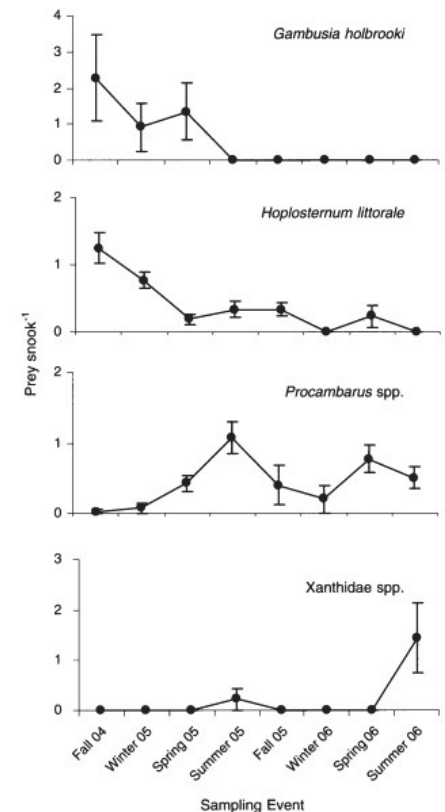 Gambusia holbrooki
4
3
2
1
0
Hoplosternum littorale
2
1
0
Prey snook-1
Procambarus spp.
2
1
0
Xanthidae spp.
3
2
1
0
Fall 04
Winter 05
Spring 05
Summer 05
Fall 05
Winter 06
Spring 06
Summer 06
Sampling Event